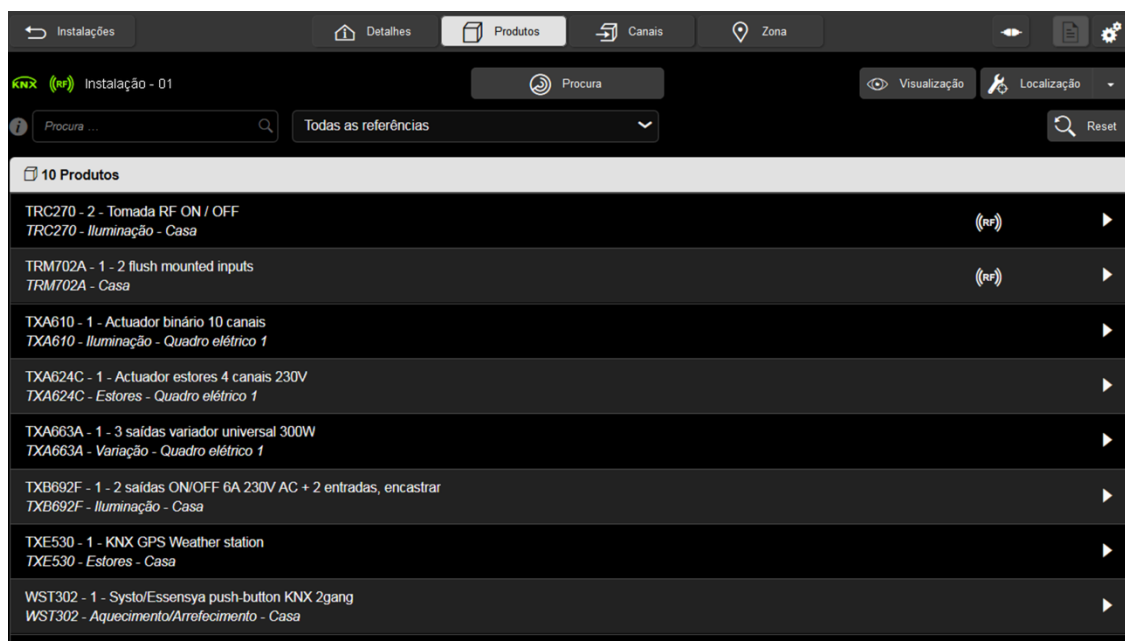 Instalações
Detalhes
Produtos
Canais
Zona
KNX ((RF)) Instalação - 01
Procura
Visualização
Localização
Procura ...
Todas as referências
Reset
10 Produtos
TRC270 - 2 - Tomada RF ON / OFF
TRC270 - Iluminação - Casa
((RF))
TRM702A - 1 - 2 flush mounted inputs
TRM702A - Casa
((RF))
TXA610 - 1 - Actuador binário 10 canais
TXA610 - Iluminação - Quadro elétrico 1
TXA624C - 1 - Actuador estores 4 canais 230V
TXA624C - Estores - Quadro elétrico 1
TXA663A - 1 - 3 saídas variador universal 300W
TXA663A - Variação - Quadro elétrico 1
TXB692F - 1 - 2 saídas ON/OFF 6A 230V AC + 2 entradas, encastrar
TXB692F - Iluminação - Casa
TXE530 - 1 - KNX GPS Weather station
TXE530 - Estores - Casa
WST302 - 1 - Systo/Essensya push-button KNX 2gang
WST302 - Aquecimento/Arrefecimento - Casa